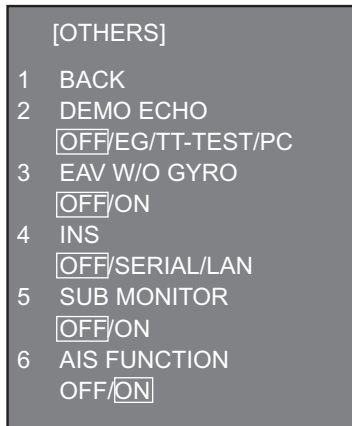 [OTHERS]
1 BACK
2 DEMO ECHO
OFF/EG/TT-TEST/PC
3 EAV W/O GYRO
OFF/ON
4 INS
OFF/SERIAL/LAN
5 SUB MONITOR
OFF/ON
6 AIS FUNCTION
OFF/ON